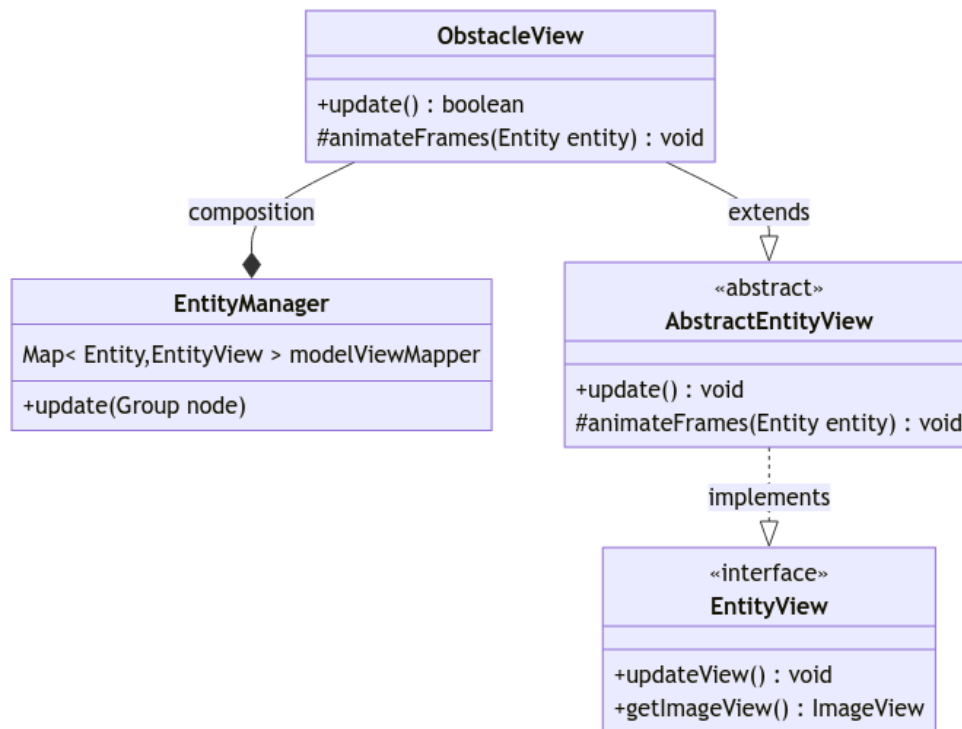 ObstacleView
+update() : boolean
#animateFrames(Entity entity) : void
composition
extends
EntityManager
Map< Entity,EntityView > modelViewMapper
+update(Group node)
«abstract»
AbstractEntityView
+update() : void
#animateFrames(Entity entity) : void
implements
«interface»
EntityView
+updateView() : void
+getImageView() : ImageView